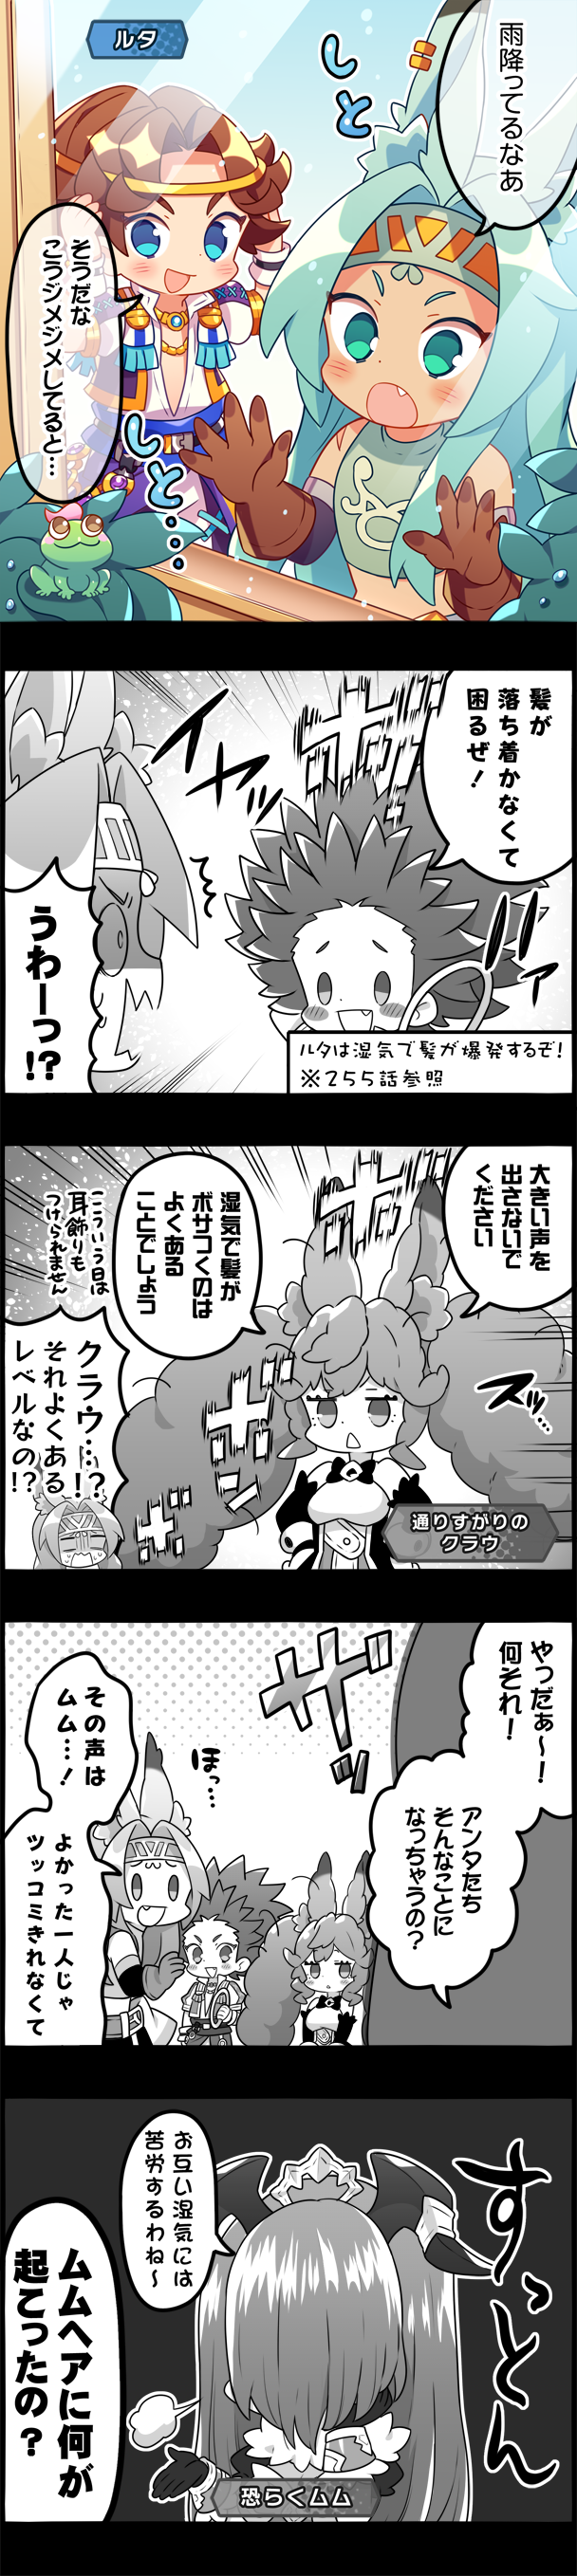 雨降ってるなあ
ルタ
しと
そうだな
こうジメジメしてると…
しと…
髪が
落ち着かなくて
困るぜ!
イヤッ
うわーっ!?
ルタは湿気で髪が爆発するぞ!
※255話参照
大きい声を
出さないで
ください
湿気で髪が
ボサつくのは
よくある
ことでしょう
こういう日は
耳飾りも
つけられません
スッ…
クラウ…?
それよくある!
レベルなの!?
通りすがりの
クラウ
やっだぁ〜!
何それ!
アンタたち
そんなことに
なっちゃうの?
ザッ
ほっ…
その声は
ムム…!
よかった一人じゃ
ツッコミきれなくて
すっとん
お互い湿気には
苦労するわね〜
ムムヘアに何が
起こったの?
恐らくムム